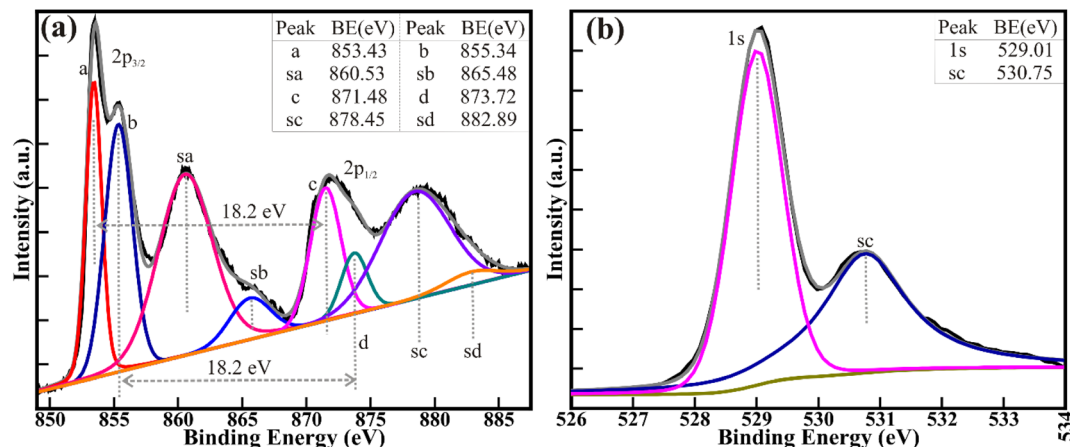 (a)
Peak BE(eV) Peak BE(eV)
a 853.43 b 855.34
sa 860.53 sb 865.48
c 871.48 d 873.72
sc 878.45 sd 882.89
2p3/2
a
b
sa
sb
18.2 eV
c
2p1/2
18.2 eV
d
sc
sd
Intensity (a.u.)
850 855 860 865 870 875 880 885
Binding Energy (eV)
(b)
Peak BE(eV)
1s 529.01
sc 530.75
1s
sc
Intensity (a.u.)
526 527 528 529 530 531 532 533 534
Binding Energy (eV)